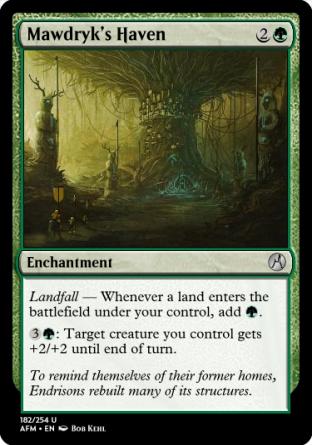 Mawdryk's Haven 2
Enchantment
Landfall — Whenever a land enters the
battlefield under your control, add .
3 : Target creature you control gets
+2/+2 until end of turn.
To remind themselves of their former homes,
Endrisons rebuilt many of its structures.
182/254 U
AFM • EN Bob Kehl